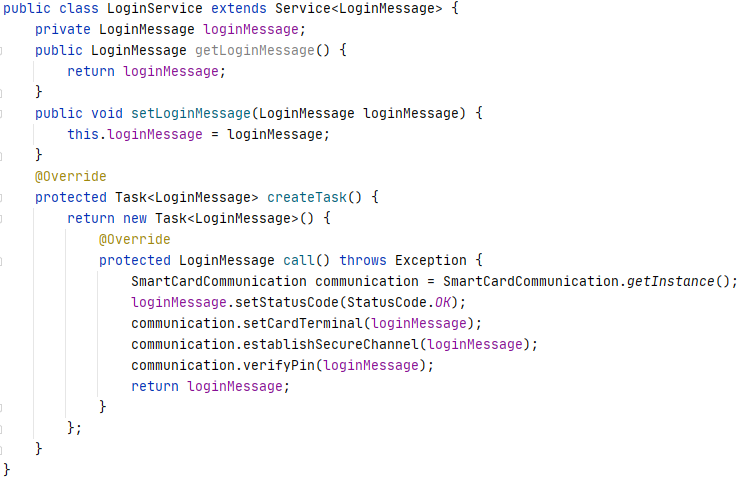 public class LoginService extends Service<LoginMessage> {
    private LoginMessage loginMessage;
    public LoginMessage getLoginMessage() {
        return loginMessage;
    }
    public void setLoginMessage(LoginMessage loginMessage) {
        this.loginMessage = loginMessage;
    }
    @Override
    protected Task<LoginMessage> createTask() {
        return new Task<LoginMessage>() {
            @Override
            protected LoginMessage call() throws Exception {
                SmartCardCommunication communication = SmartCardCommunication.getInstance();
                loginMessage.setStatusCode(StatusCode.OK);
                communication.setCardTerminal(loginMessage);
                communication.establishSecureChannel(loginMessage);
                communication.verifyPin(loginMessage);
                return loginMessage;
            }
        };
    }
}